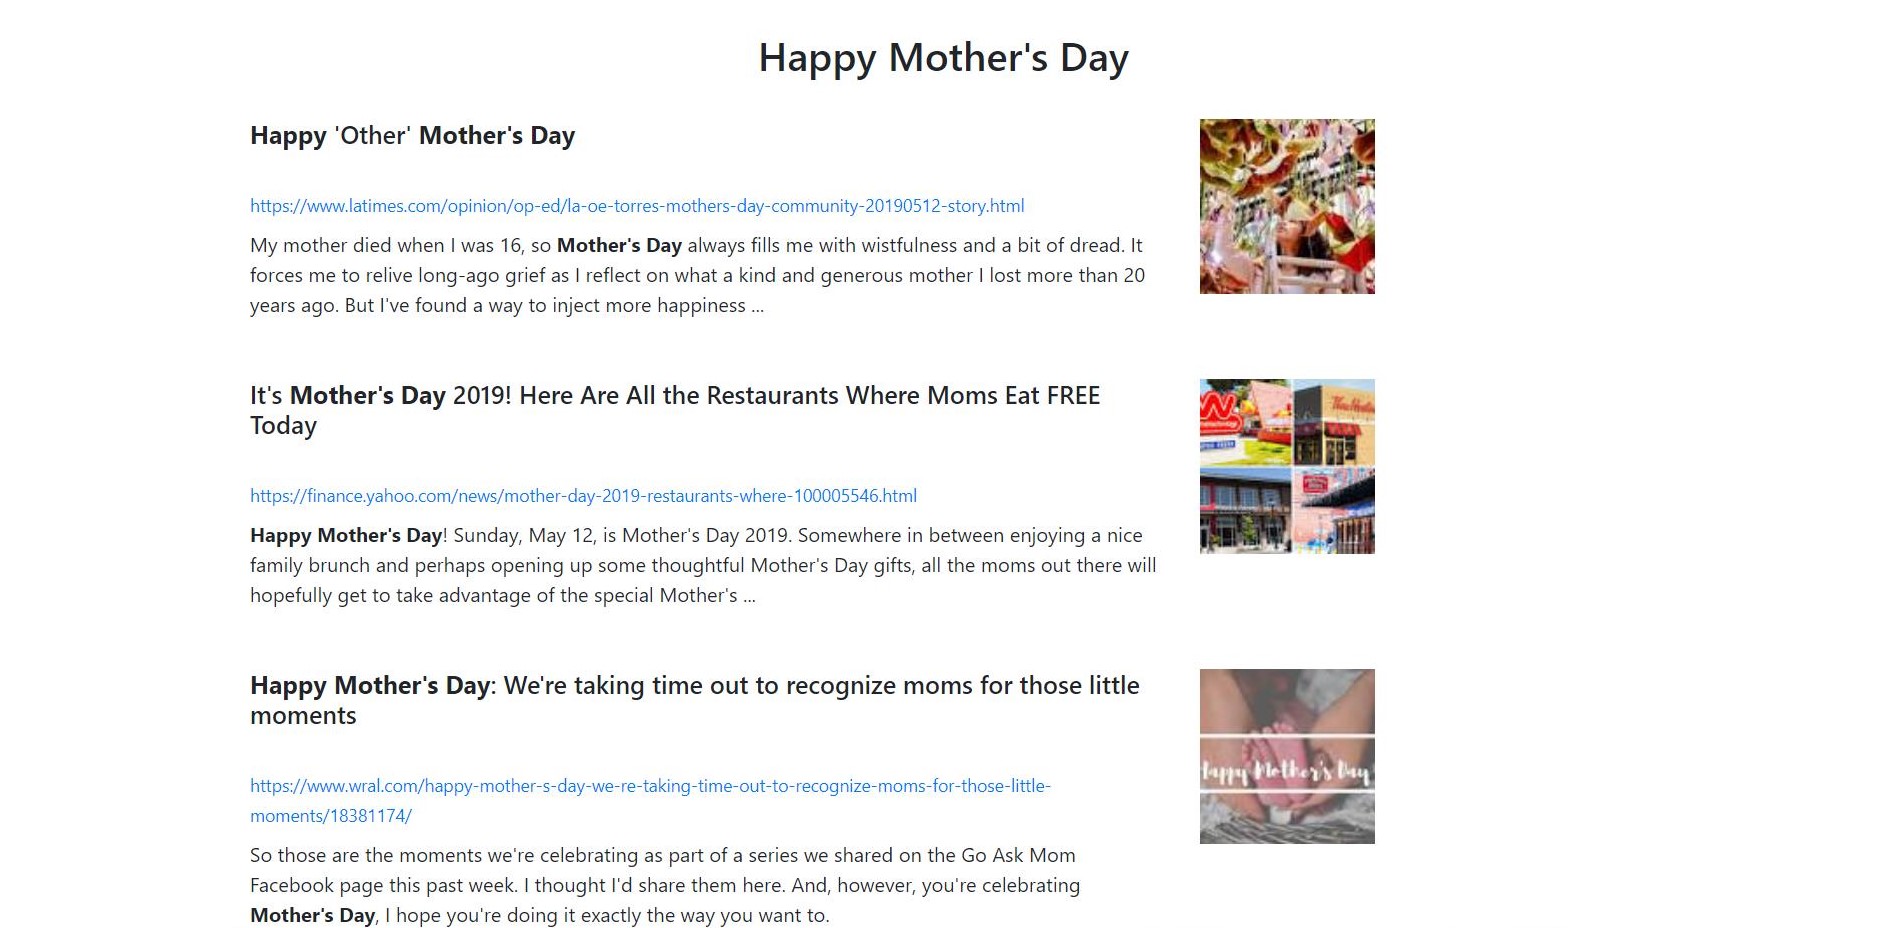 Happy Mother's Day
Happy 'Other' Mother's Day
https://www.latimes.com/opinion/op-ed/la-oe-torres-mothers-day-community-20190512-story.html
My mother died when I was 16, so Mother's Day always fills me with wistfulness and a bit of dread. It
forces me to relive long-ago grief as I reflect on what a kind and generous mother I lost more than 20
years ago. But I've found a way to inject more happiness ...
It's Mother's Day 2019! Here Are All the Restaurants Where Moms Eat FREE
Today
https://finance.yahoo.com/news/mother-day-2019-restaurants-where-100005546.html
Happy Mother's Day! Sunday, May 12, is Mother's Day 2019. Somewhere in between enjoying a nice
family brunch and perhaps opening up some thoughtful Mother's Day gifts, all the moms out there will
hopefully get to take advantage of the special Mother's ...
Happy Mother's Day: We're taking time out to recognize moms for those little
moments
https://www.wral.com/happy-mother-s-day-we-re-taking-time-out-to-recognize-moms-for-those-little-
moments/18381174/
Happy Mother's Day
So those are the moments we're celebrating as part of a series we shared on the Go Ask Mom
Facebook page this past week. I thought I'd share them here. And, however, you're celebrating
Mother's Day, I hope you're doing it exactly the way you want to.